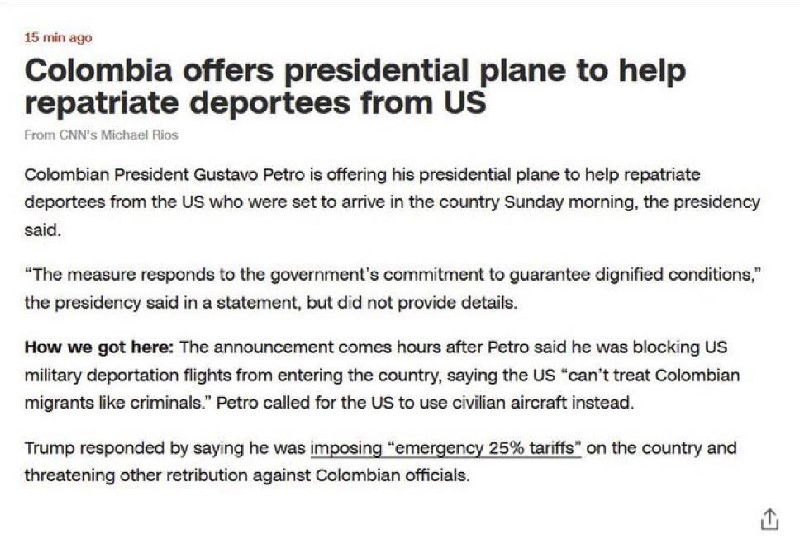 15 min ago
Colombia offers presidential plane to help
repatriate deportees from US
From CNN's Michael Rios
Colombian President Gustavo Petro is offering his presidential plane to help repatriate
deportees from the US who were set to arrive in the country Sunday morning, the presidency
said.
“The measure responds to the government’s commitment to guarantee dignified conditions,”
the presidency said in a statement, but did not provide details.
How we got here: The announcement comes hours after Petro said he was blocking US
military deportation flights from entering the country, saying the US “can’t treat Colombian
migrants like criminals.” Petro called for the US to use civilian aircraft instead.
Trump responded by saying he was imposing “emergency 25% tariffs” on the country and
threatening other retribution against Colombian officials.